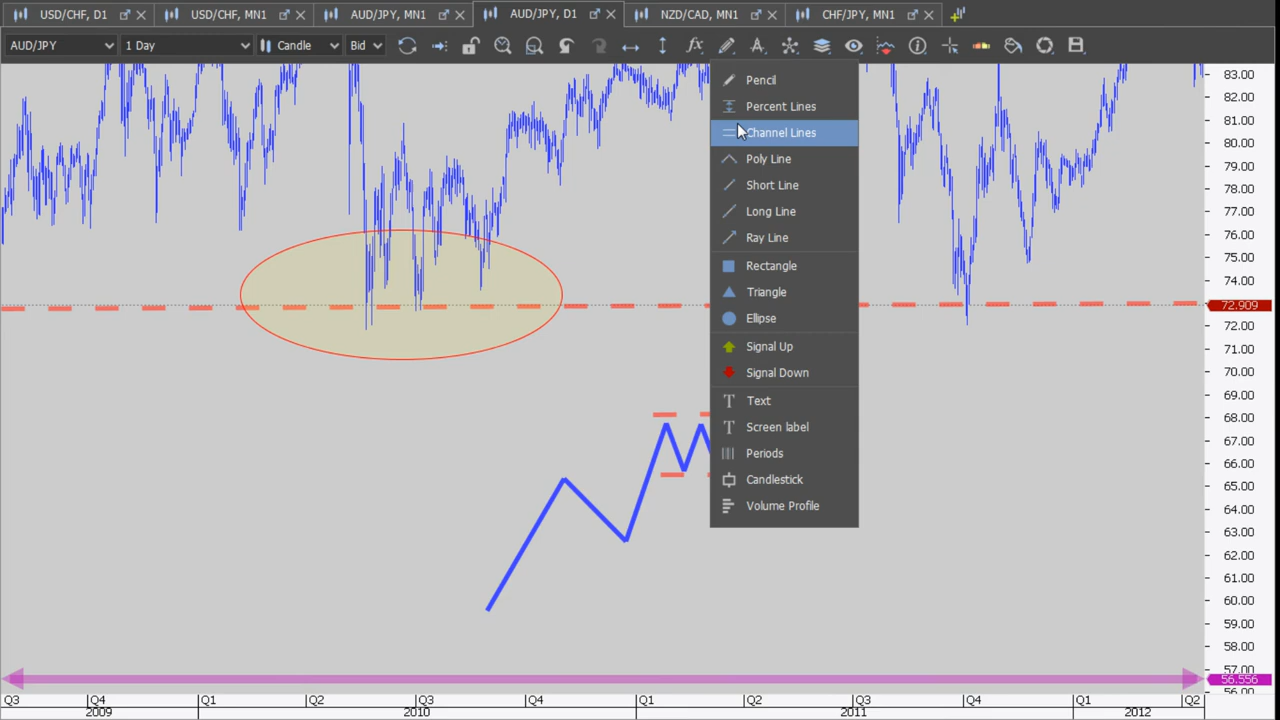 USD/CHF, D1 USD/CHF, MN1 AUD/JPY, MN1 AUD/JPY, D1 NZD/CAD, MN1 CHF/JPY, MN1
AUD/JPY 1 Day Candle Bid fx A
Pencil
Percent Lines
Channel Lines
Poly Line
Short Line
Long Line
Ray Line
Rectangle
Triangle
Ellipse
Signal Up
Signal Down
Text
Screen label
Periods
Candlestick
Volume Profile
83.00
82.00
81.00
80.00
79.00
78.00
77.00
76.00
75.00
74.00
72.909
72.00
71.00
70.00
69.00
68.00
67.00
66.00
65.00
64.00
63.00
62.00
61.00
60.00
59.00
58.00
57.00
56.556
56.00
Q3 Q4 Q1 Q2 Q3 Q4 Q1 Q2 Q3 Q4 Q1 Q2
2009 2010 2011 2012